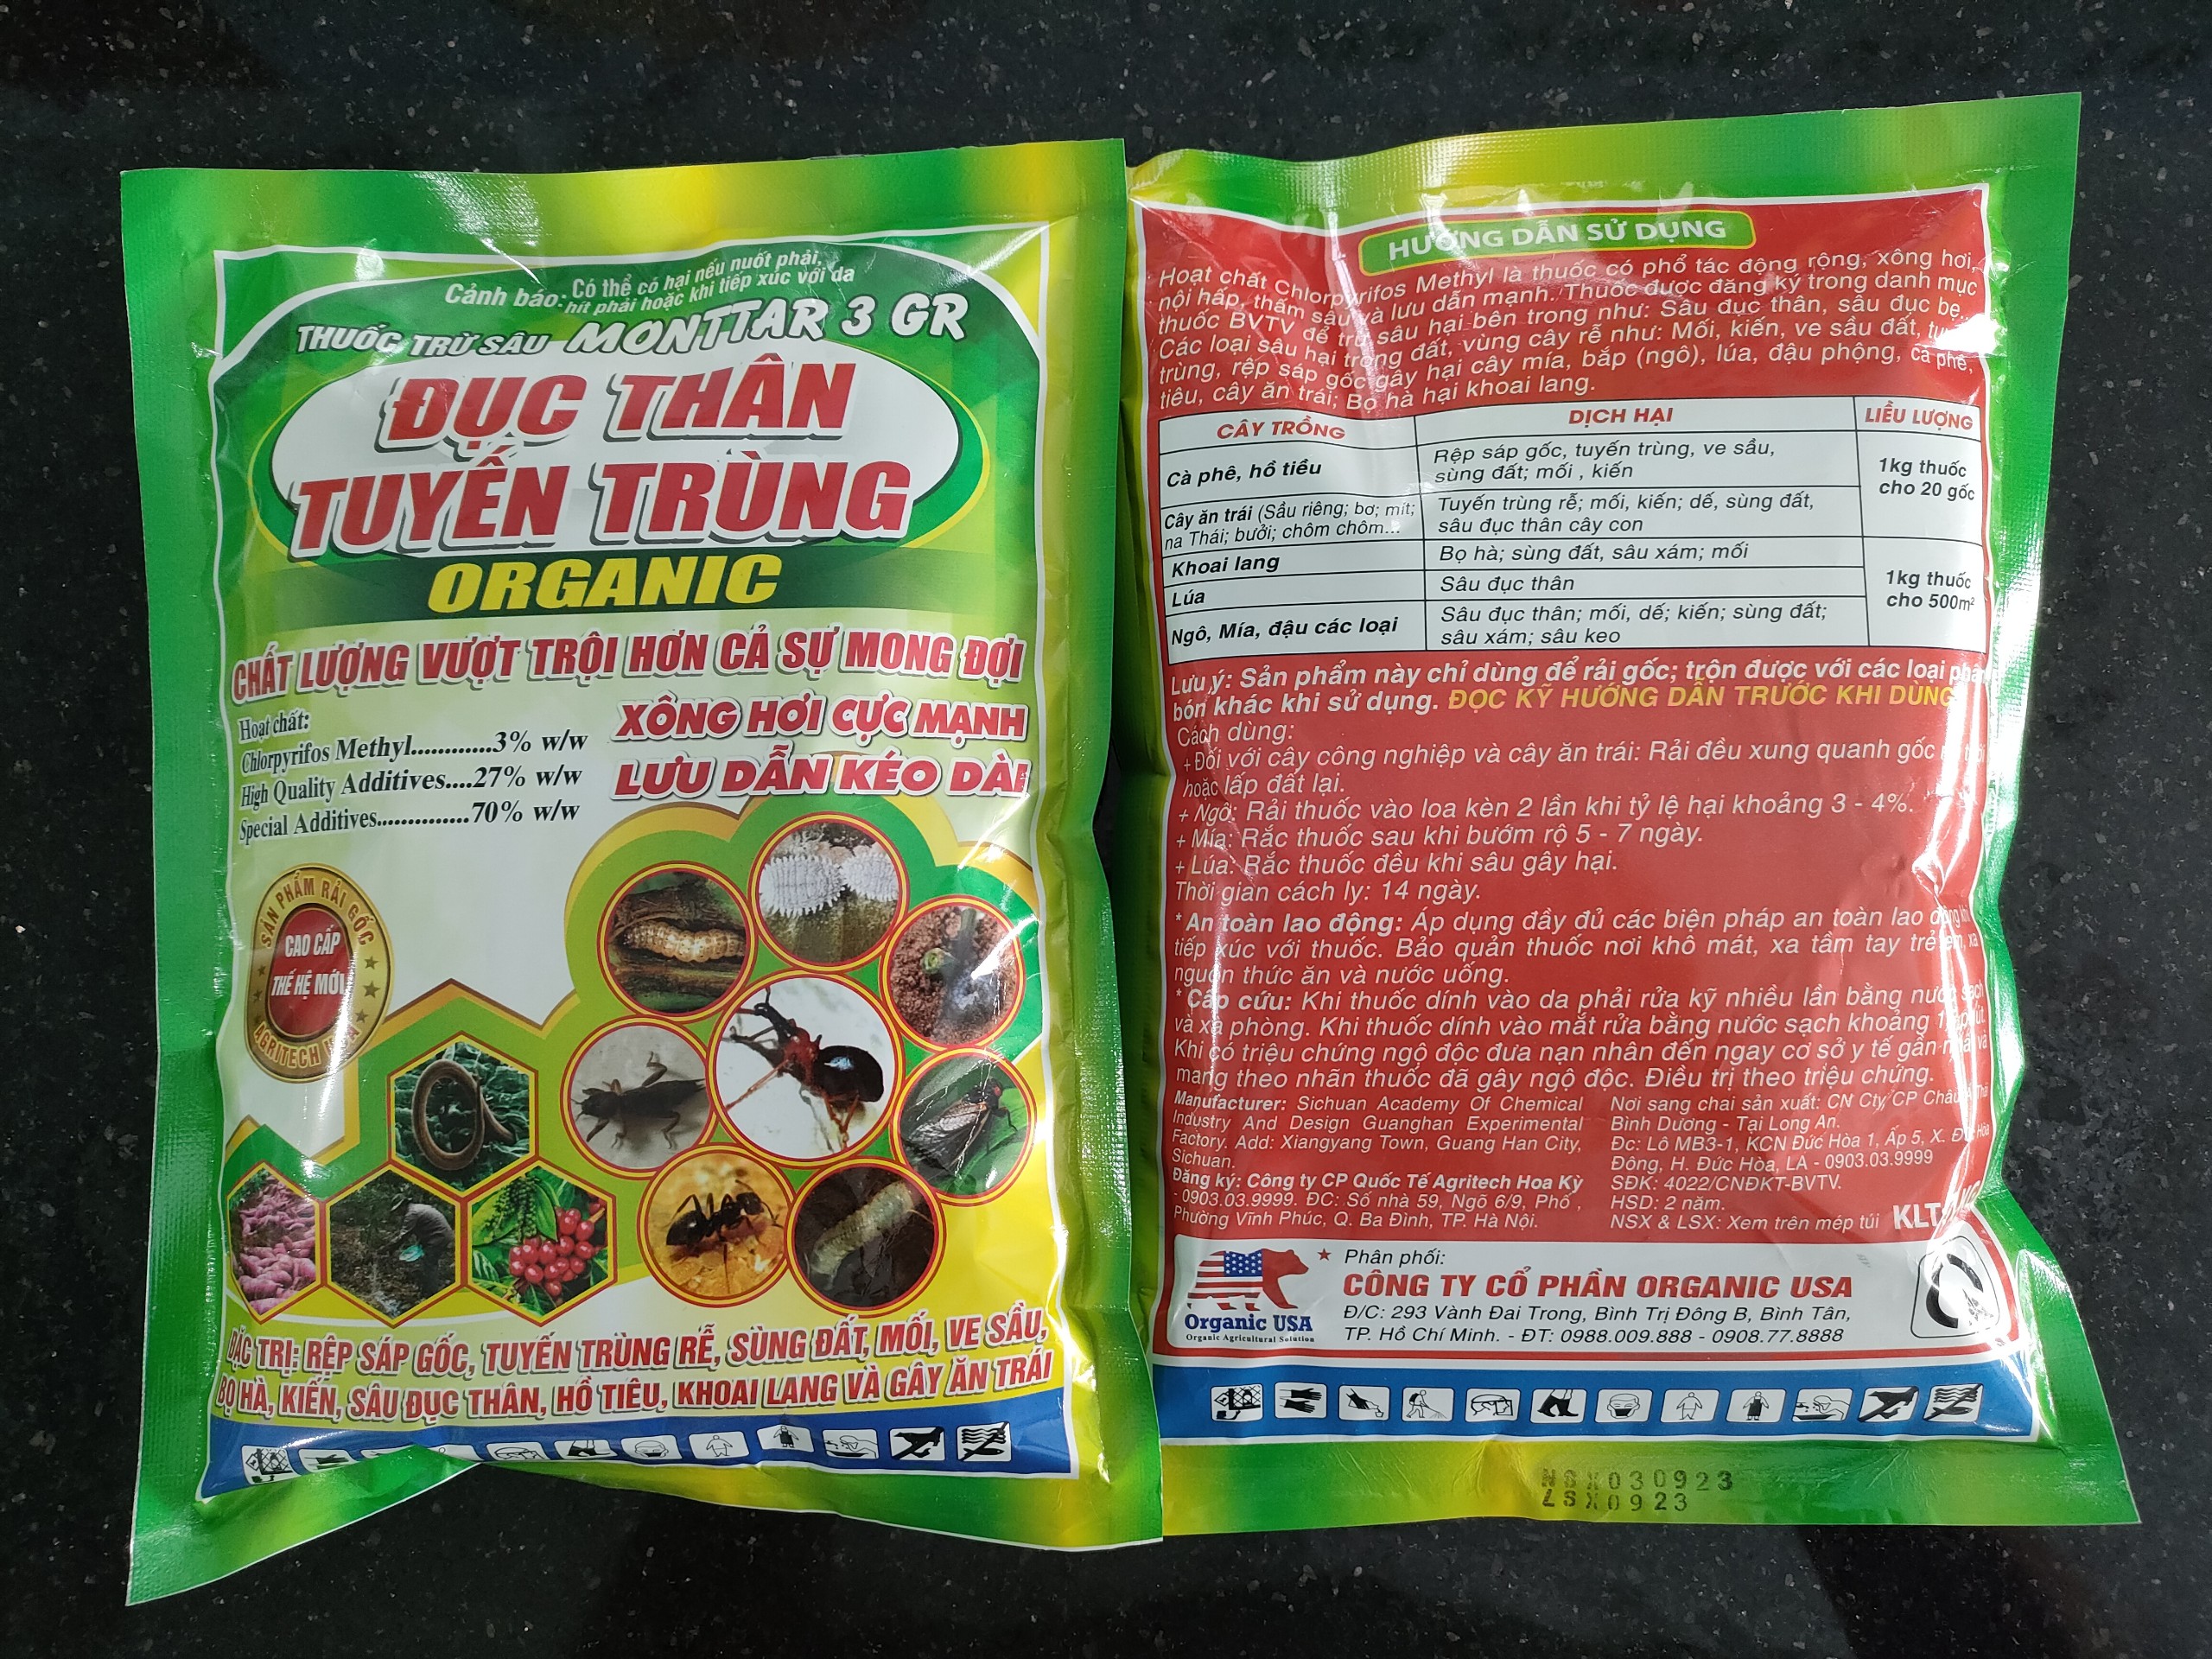 Cảnh báo: Có thể có hại nếu nuốt phải,
hít phải hoặc khi tiếp xúc với da
THUỐC TRỪ SÂU MONTTAR 3 GR
ĐỤC THÂN
TUYẾN TRÙNG
ORGANIC
CHẤT LƯỢNG VƯỢT TRỘI HƠN CẢ SỰ MONG ĐỢI
Hoạt chất:
Chlorpyrifos Methyl............3% w/w
High Quality Additives....27% w/w
Special Additives...............70% w/w
XÔNG HƠI CỰC MẠNH
LƯU DẪN KÉO DÀI
SẢN PHẨM RẢI GỐC
CAO CẤP
THẾ HỆ MỚI
AGRITECH
ĐẶC TRỊ: RỆP SÁP GỐC, TUYẾN TRÙNG RỄ, SÙNG ĐẤT, MỐI, VE SẦU,
BỌ HÀ, KIẾN, SÂU ĐỤC THÂN, HỒ TIÊU, KHOAI LANG VÀ GÂY ĂN TRÁI
HƯỚNG DẪN SỬ DỤNG
Hoạt chất Chlorpyrifos Methyl là thuốc có phổ tác động rộng, xông hơi,
nội hấp, thấm sâu và lưu dẫn mạnh. Thuốc được đăng ký trong danh mục
thuốc BVTV để trừ sâu hại bên trong như: Sâu đục thân, sâu đục bẹ...
Các loại sâu hại trong đất, vùng cây rễ như: Mối, kiến, ve sầu đất,
trùng, rệp sáp gốc gây hại cây mía, bắp (ngô), lúa, đậu phộng, cà phê,
tiêu, cây ăn trái; Bọ hà hại khoai lang.
CÂY TRỒNG DỊCH HẠI LIỀU LƯỢNG
Cà phê, hồ tiêu
Rệp sáp gốc, tuyến trùng, ve sầu,
sùng đất; mối , kiến
1kg thuốc
cho 20 gốc
Cây ăn trái (Sầu riêng; bơ; mít;
na Thái; bưởi; chôm chôm...
Tuyến trùng rễ; mối, kiến; dế, sùng đất,
sâu đục thân cây con
Khoai lang
Bọ hà; sùng đất, sâu xám; mối
1kg thuốc
cho 500m²
Lúa
Sâu đục thân
Ngô, Mía, đậu các loại
Sâu đục thân; mối, dế; kiến; sùng đất;
sâu xám; sâu keo
Lưu ý: Sản phẩm này chỉ dùng để rải gốc; trộn được với các loại phân
bón khác khi sử dụng. ĐỌC KỸ HƯỚNG DẪN TRƯỚC KHI DÙNG
Cách dùng:
+Đối với cây công nghiệp và cây ăn trái: Rải đều xung quanh gốc
hoặc lấp đất lại.
+ Ngô: Rải thuốc vào loa kèn 2 lần khi tỷ lệ hại khoảng 3 - 4%.
+ Mía: Rắc thuốc sau khi bướm rộ 5 - 7 ngày.
+ Lúa: Rắc thuốc đều khi sâu gây hại.
Thời gian cách ly: 14 ngày.
* An toàn lao động: Áp dụng đầy đủ các biện pháp an toàn lao động khi
tiếp xúc với thuốc. Bảo quản thuốc nơi khô mát, xa tầm tay trẻ em, xa
nguồn thức ăn và nước uống.
* Cấp cứu: Khi thuốc dính vào da phải rửa kỹ nhiều lần bằng nước sạch
và xà phòng. Khi thuốc dính vào mắt rửa bằng nước sạch khoảng
Khi có triệu chứng ngộ độc đưa nạn nhân đến ngay cơ sở y tế gần nhất và
mang theo nhãn thuốc đã gây ngộ độc. Điều trị theo triệu chứng.
Manufacturer: Sichuan Academy Of Chemical
Industry And Design Guanghan Experimental
Factory. Add: Xiangyang Town, Guang Han City,
Sichuan.
Đăng ký: Công ty CP Quốc Tế Agritech Hoa Kỳ
- 0903.03.9999. ĐC: Số nhà 59, Ngõ 6/9, Phố ,
Phường Vĩnh Phúc, Q. Ba Đình, TP. Hà Nội.
Nơi sang chai sản xuất: CN Cty CP Châu Á Thái
Bình Dương - Tại Long An.
Đc: Lô MB3-1, KCN Đức Hòa 1, Ấp 5, X. Đức Hòa
Đông, H. Đức Hòa, LA - 0903.03.9999
SĐK: 4022/CNĐKT-BVTV.
HSD: 2 năm.
NSX & LSX: Xem trên mép túi
Organic USA
Organic Agricultural Solution
Phân phối:
CÔNG TY CỔ PHẦN ORGANIC USA
Đ/C: 293 Vành Đai Trong, Bình Trị Đông B, Bình Tân,
TP. Hồ Chí Minh. - ĐT: 0988.009.888 - 0908.77.8888
NSX030923
LSX0923